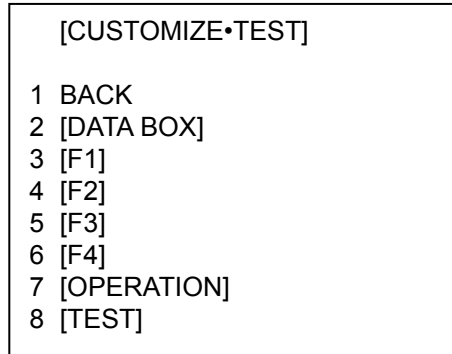 [CUSTOMIZE•TEST]
1 BACK
2 [DATA BOX]
3 [F1]
4 [F2]
5 [F3]
6 [F4]
7 [OPERATION]
8 [TEST]